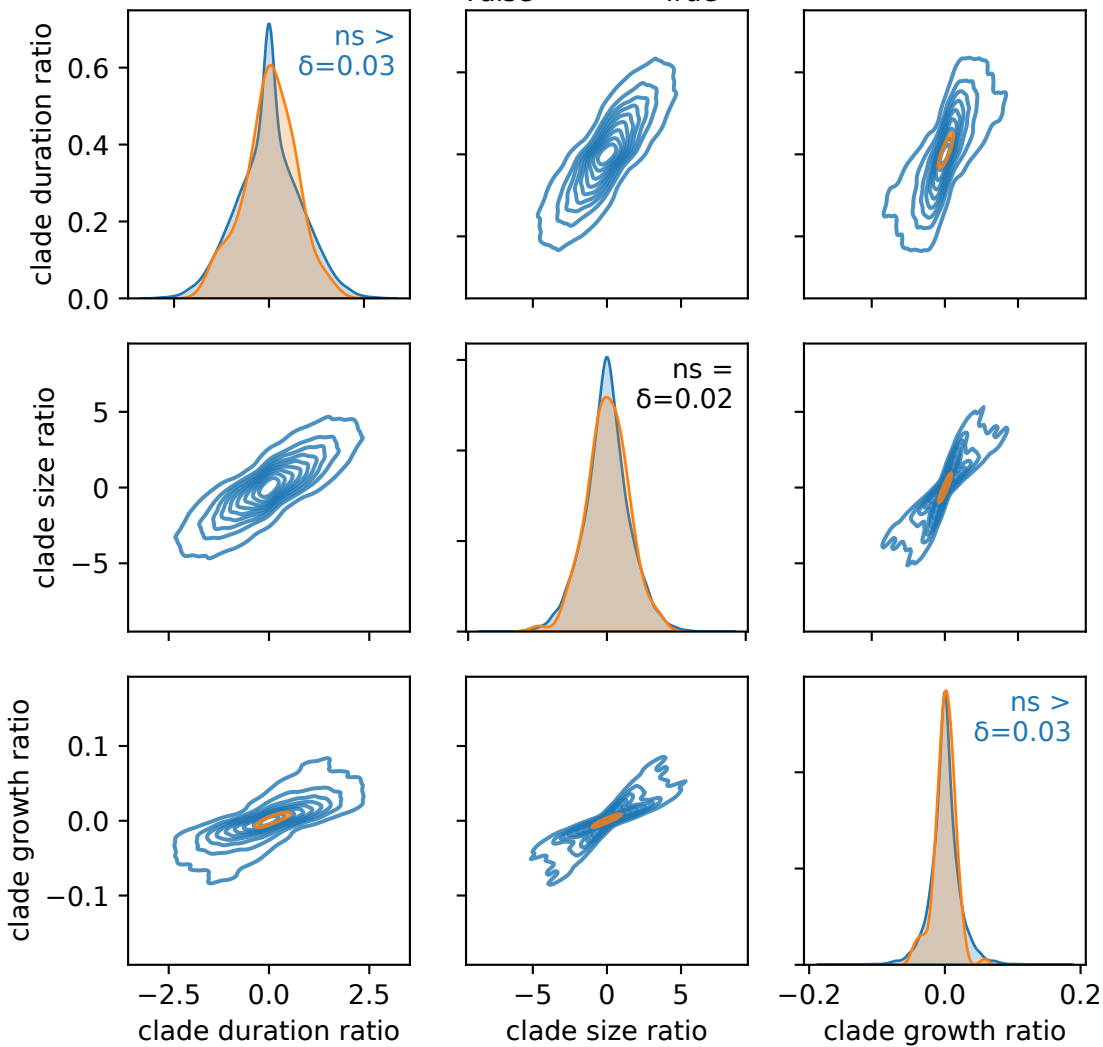 clade duration ratio
0.6
0.4
0.2
0.0
ns >
δ=0.03
clade size ratio
5
0
−5
ns =
δ=0.02
clade growth ratio
0.1
0.0
−0.1
ns >
δ=0.03
−2.5 0.0 2.5
−5 0 5
−0.2 0.0 0.2
clade duration ratio
clade size ratio
clade growth ratio